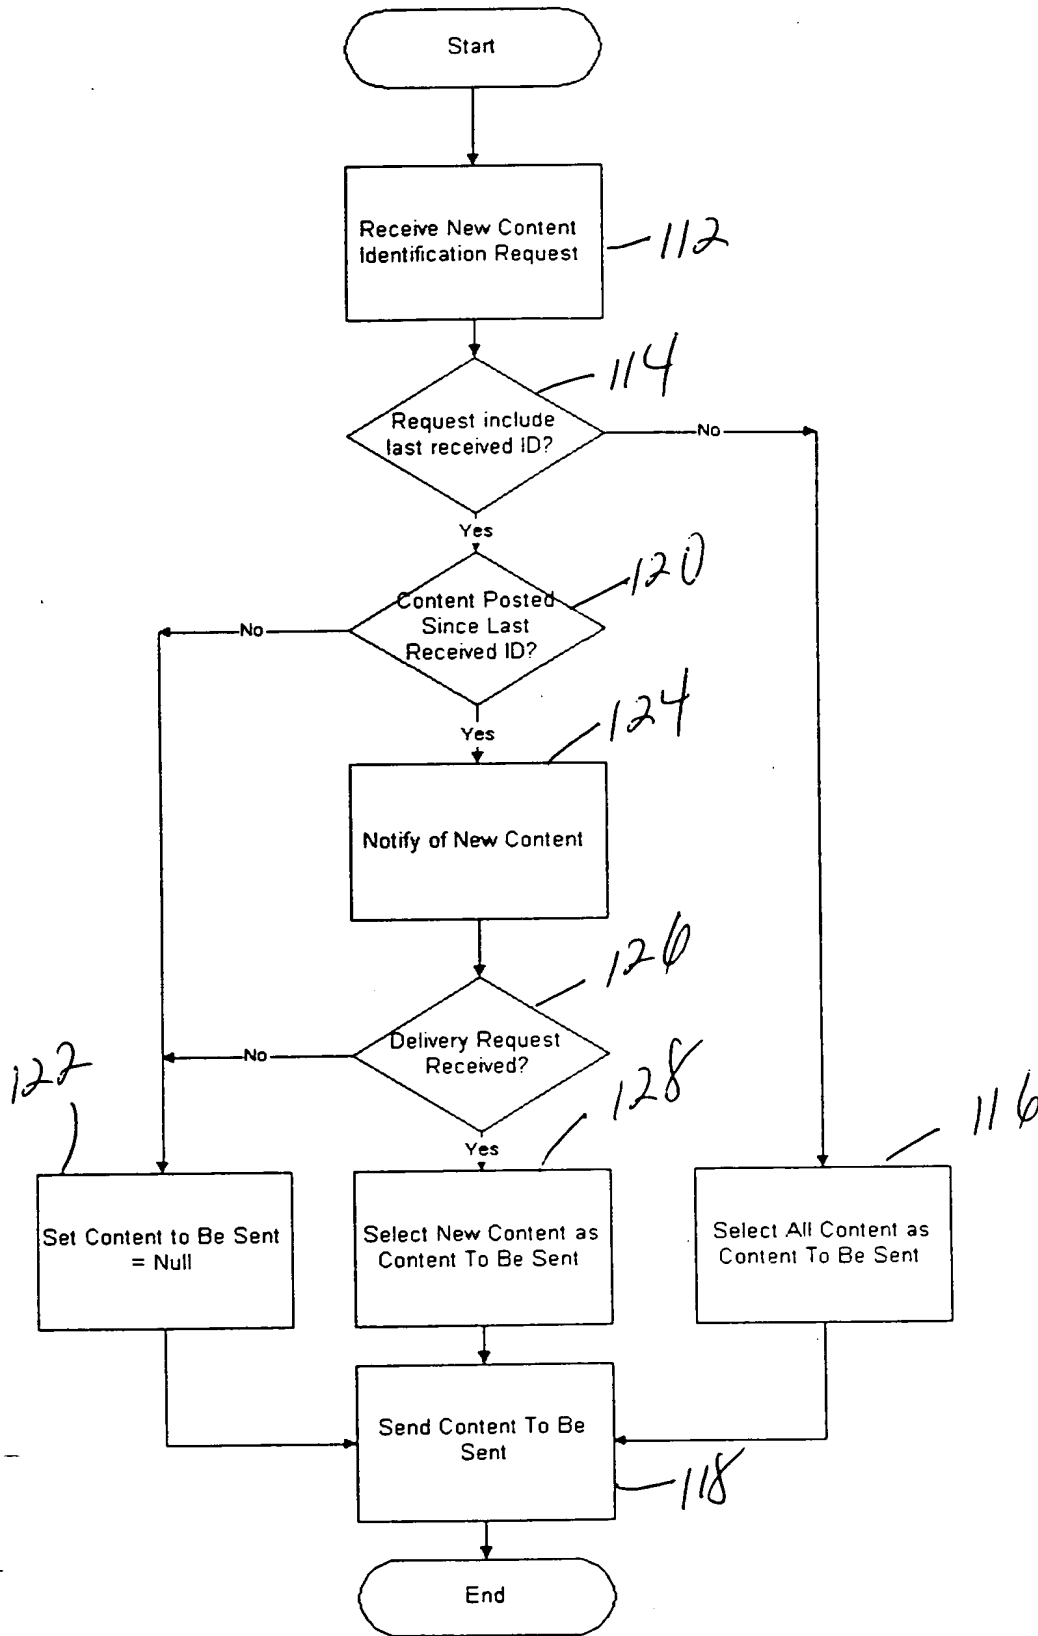 Start
Receive New Content
Identification Request
112
114
Request include
last received ID?
No
Yes
120
Content Posted
Since Last
Received ID?
No
124
Yes
Notify of New Content
126
Delivery Request
Received?
No
122
128
116
Yes
Set Content to Be Sent
= Null
Select New Content as
Content To Be Sent
Select All Content as
Content To Be Sent
Send Content To Be
Sent
118
End